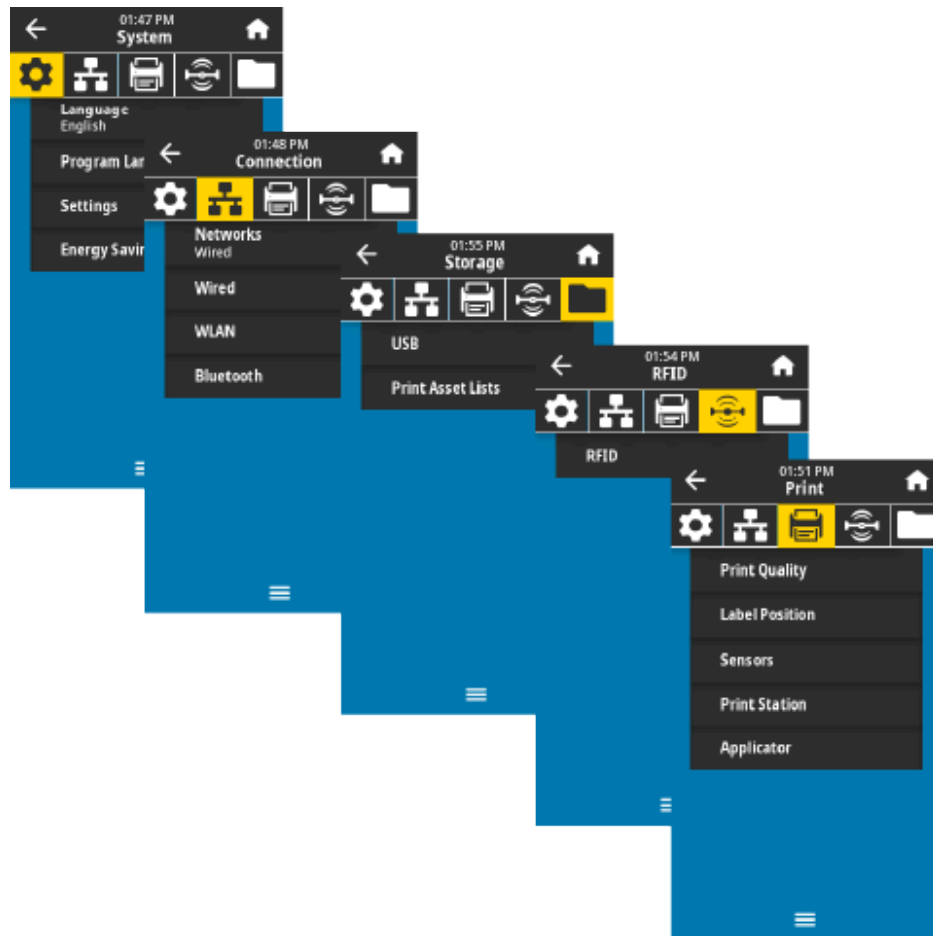 01:47 PM
System
Language
English
Program Lan
Settings
Energy Savin
01:48 PM
Connection
Networks
Wired
Wired
WLAN
Bluetooth
01:55 PM
Storage
USB
Print Asset Lists
01:54 PM
RFID
RFID
01:51 PM
Print
Print Quality
Label Position
Sensors
Print Station
Applicator